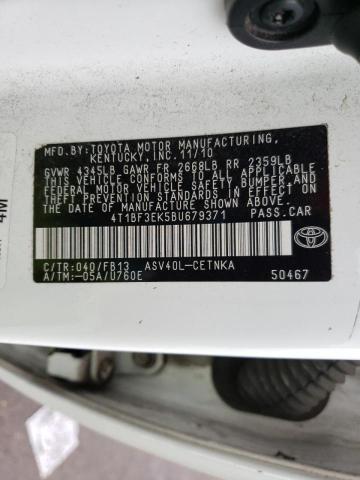 MFD.BY:TOYOTA MOTOR MANUFACTURING,
KENTUCKY,INC.11/10
GVWR 4345LB GAWR FR 2668LB RR 2359LB
THIS VEHICLE CONFORMS TO ALL APPLICABLE
FEDERAL MOTOR VEHICLE SAFETY, BUMPER, AND
THEFT PREVENTION STANDARDS IN EFFECT ON
THE DATE OF MANUFACTURE SHOWN ABOVE.
4T1BF3EK5BU679371 PASS.CAR
C/TR:040/FB13 ASV40L-CETNKA
A/TM:-05A/U760E 50467
TOYOTA
4M